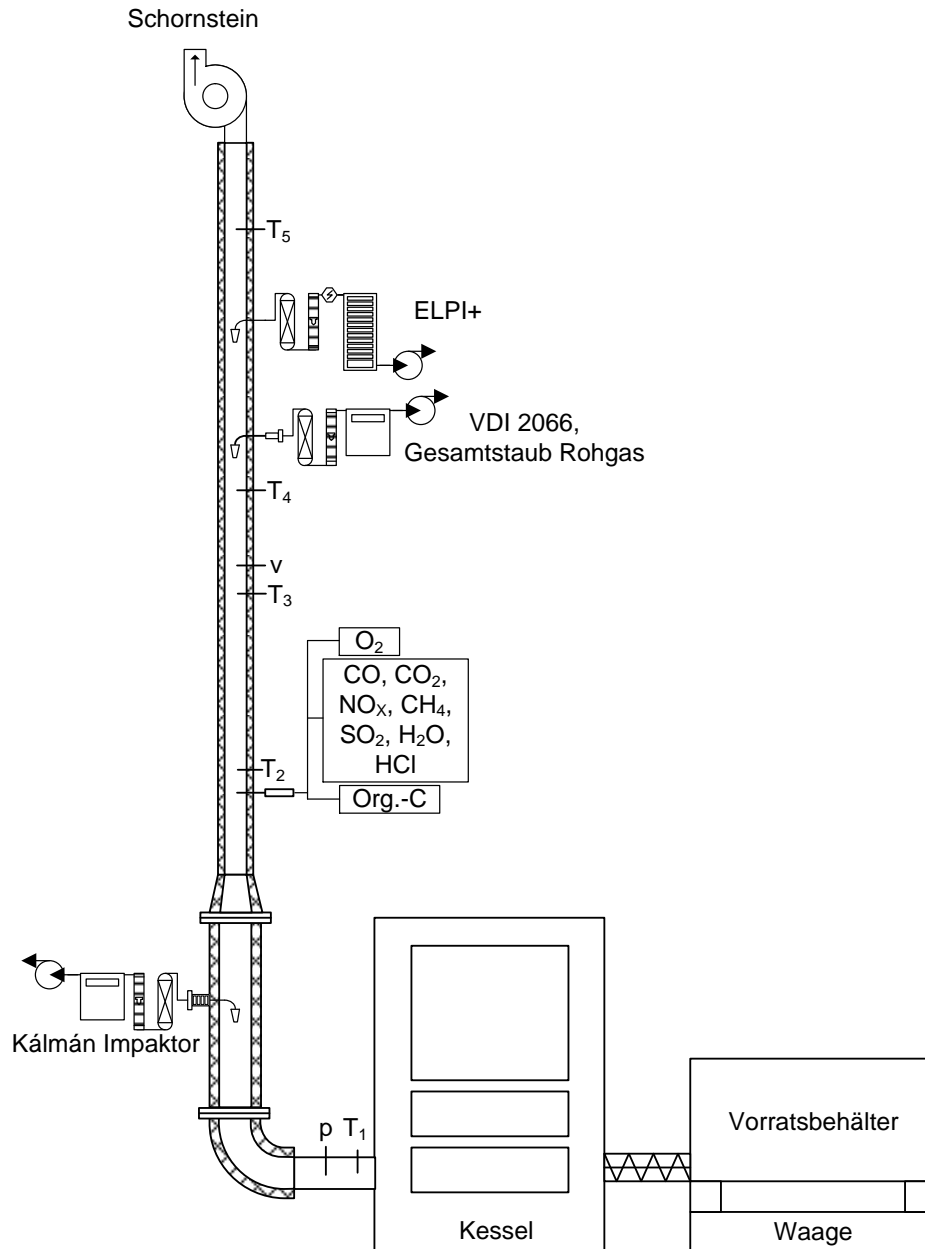 Schornstein
T₅
ELPI+
VDI 2066,
Gesamtstaub Rohgas
T₄
v
T₃
O₂
CO, CO₂,
NOₓ, CH₄,
SO₂, H₂O,
HCl
T₂
Org.-C
Kálmán Impaktor
p T₁
Vorratsbehälter
Kessel
Waage